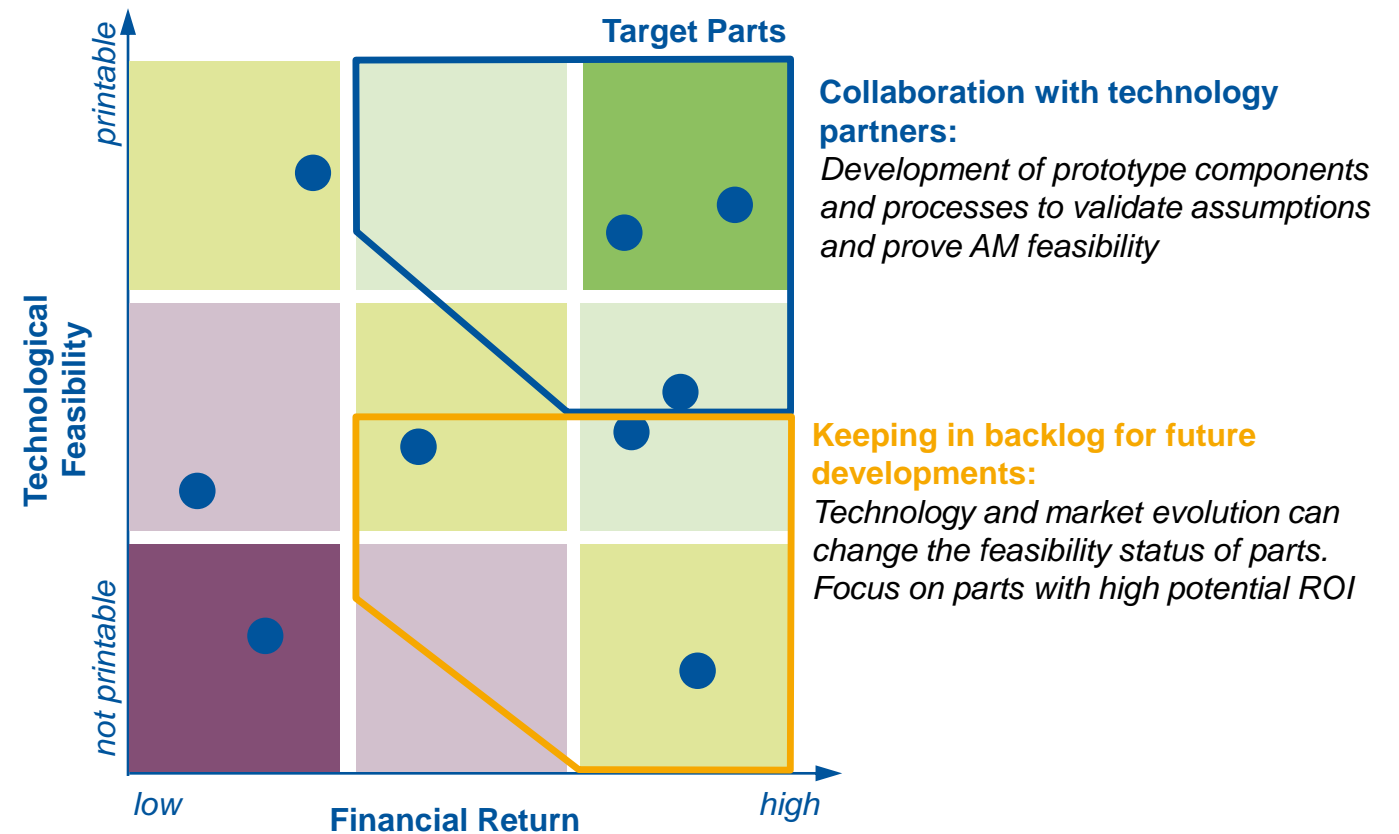 Target Parts
printable
Technological
Feasibility
not printable
low
Financial Return
high
Collaboration with technology
partners:
Development of prototype components
and processes to validate assumptions
and prove AM feasibility
Keeping in backlog for future
developments:
Technology and market evolution can
change the feasibility status of parts.
Focus on parts with high potential ROI